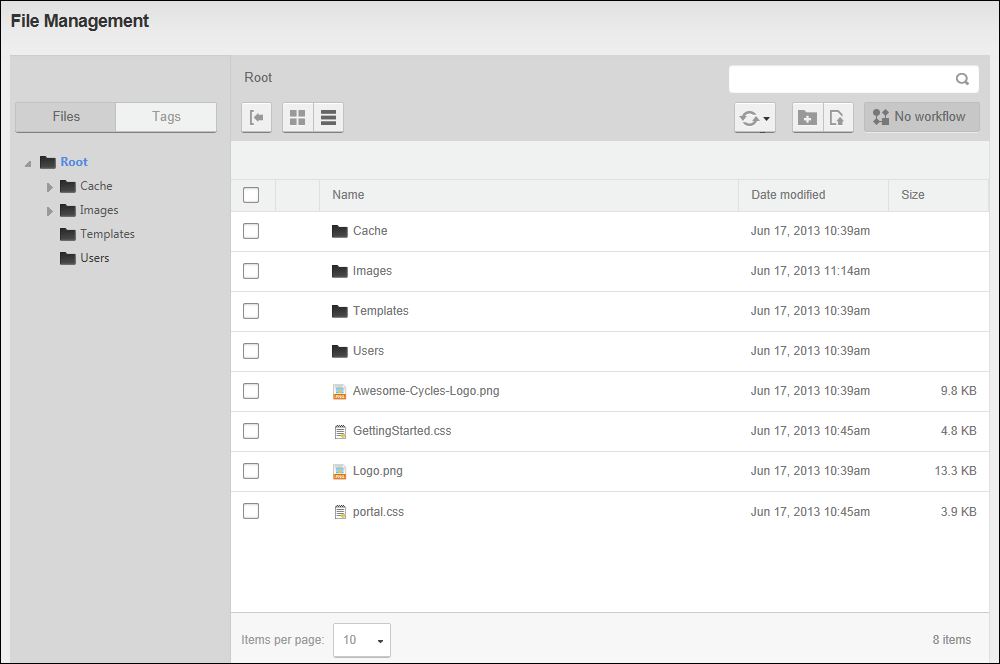 File Management
Root
Files Tags
No workflow
Root
Cache
Images
Templates
Users
Name Date modified Size
Cache Jun 17, 2013 10:39am
Images Jun 17, 2013 11:14am
Templates Jun 17, 2013 10:39am
Users Jun 17, 2013 10:39am
Awesome-Cycles-Logo.png Jun 17, 2013 10:39am 9.8 KB
GettingStarted.css Jun 17, 2013 10:45am 4.8 KB
Logo.png Jun 17, 2013 10:39am 13.3 KB
portal.css Jun 17, 2013 10:45am 3.9 KB
Items per page: 10 8 items